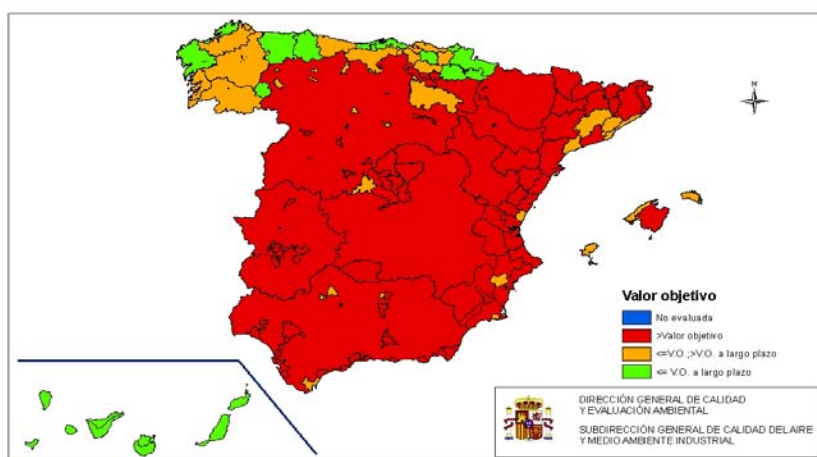 N
Valor objetivo
No evaluada
>Valor objetivo
<=V.O.;>V.O. a largo plazo
<= V.O. a largo plazo
DIRECCIÓN GENERAL DE CALIDAD
Y EVALUACIÓN AMBIENTAL
SUBDIRECCIÓN GENERAL DE CALIDAD DEL AIRE
Y MEDIO AMBIENTE INDUSTRIAL